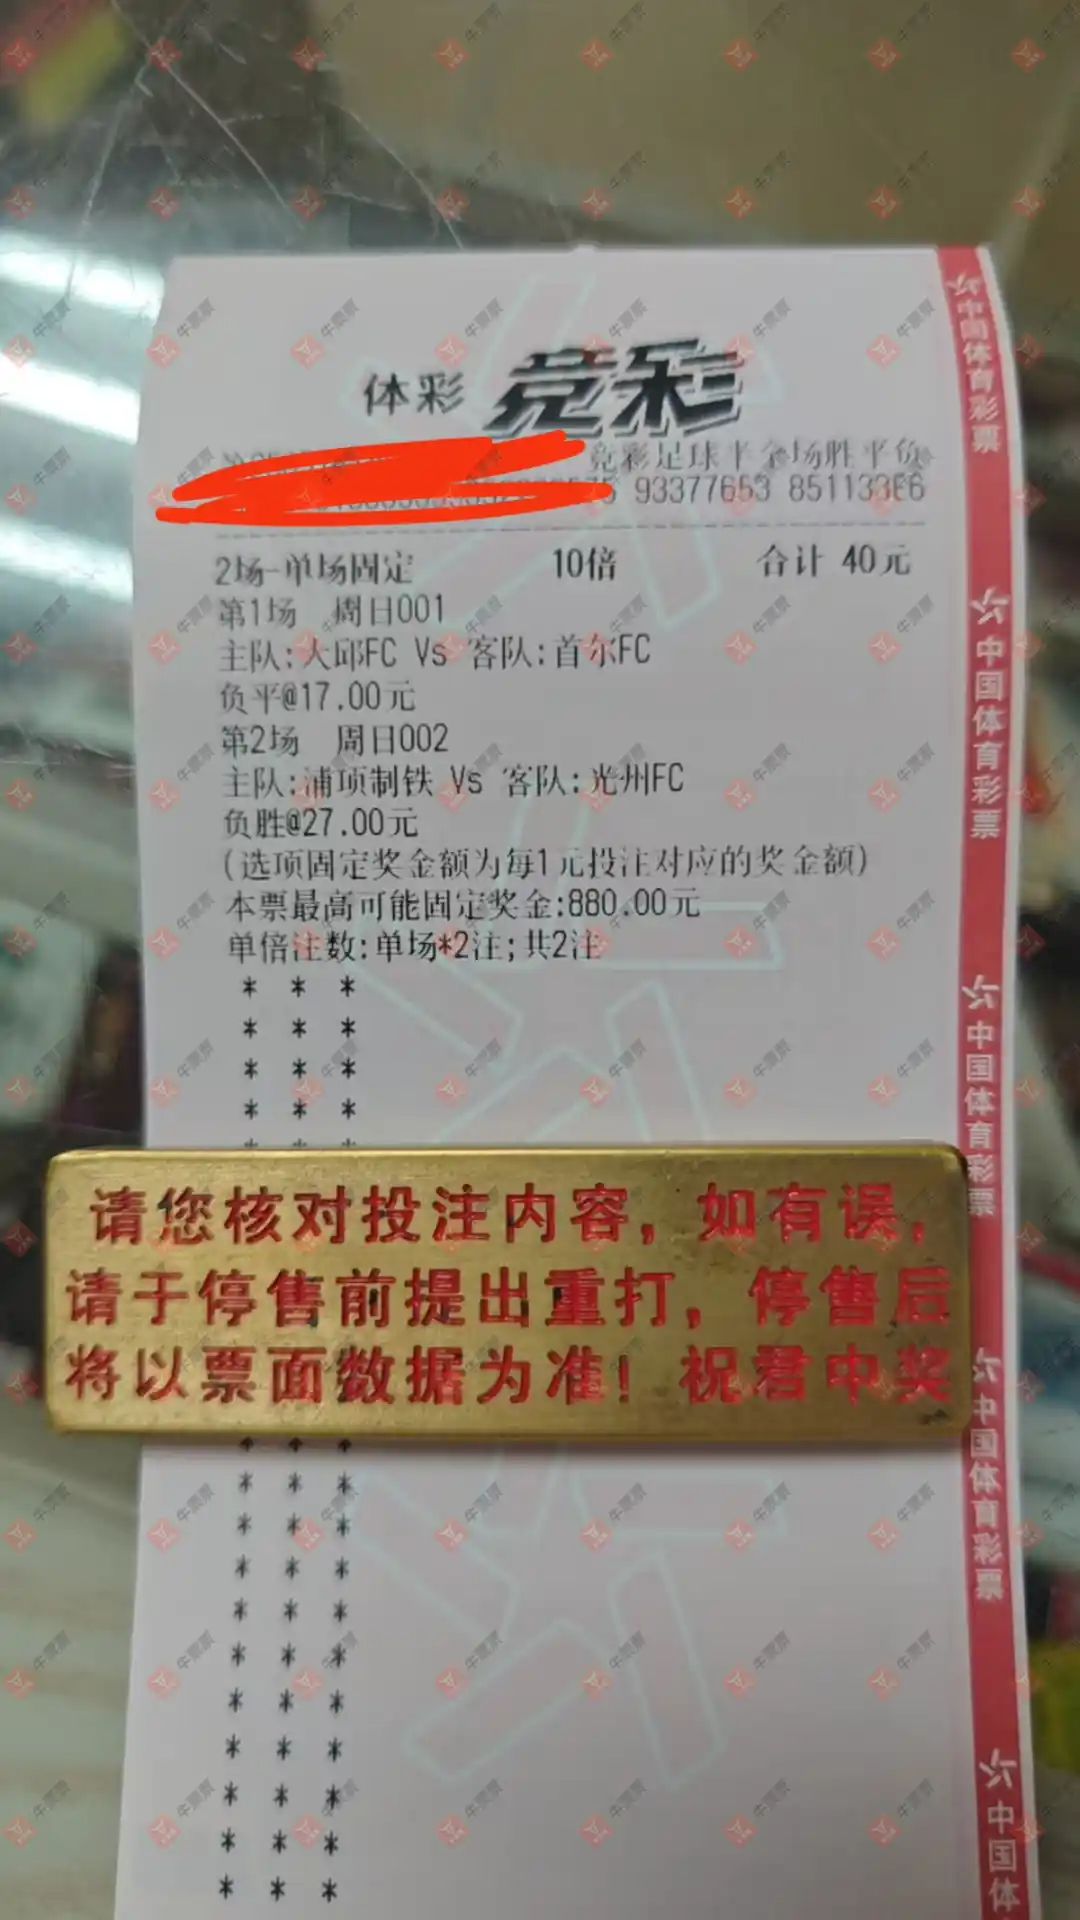 体彩 竞彩
竞彩足球半全场胜平负
93377653 851133E6
2场-单场固定 10倍 合计 40元
第1场 周日001
主队:大邱FC Vs 客队:首尔FC
负平@17.00元
第2场 周日002
主队:浦项制铁 Vs 客队:光州FC
负胜@27.00元
(选项固定奖金额为每1元投注对应的奖金额)
本票最高可能固定奖金:880.00元
单倍注数:单场*2注;共2注
* * *
* * *
* * *
* * *
请您核对投注内容，如有误，
请于停售前提出重打，停售后
将以票面数据为准！祝君中奖
* * *
* * *
* * *
* * *
* * *
* * *
* * *
* * *
* * *
* * *
* * *
中国体育彩票
中国体育彩票
中国体育彩票
中国体育彩票
中国体
牛票票